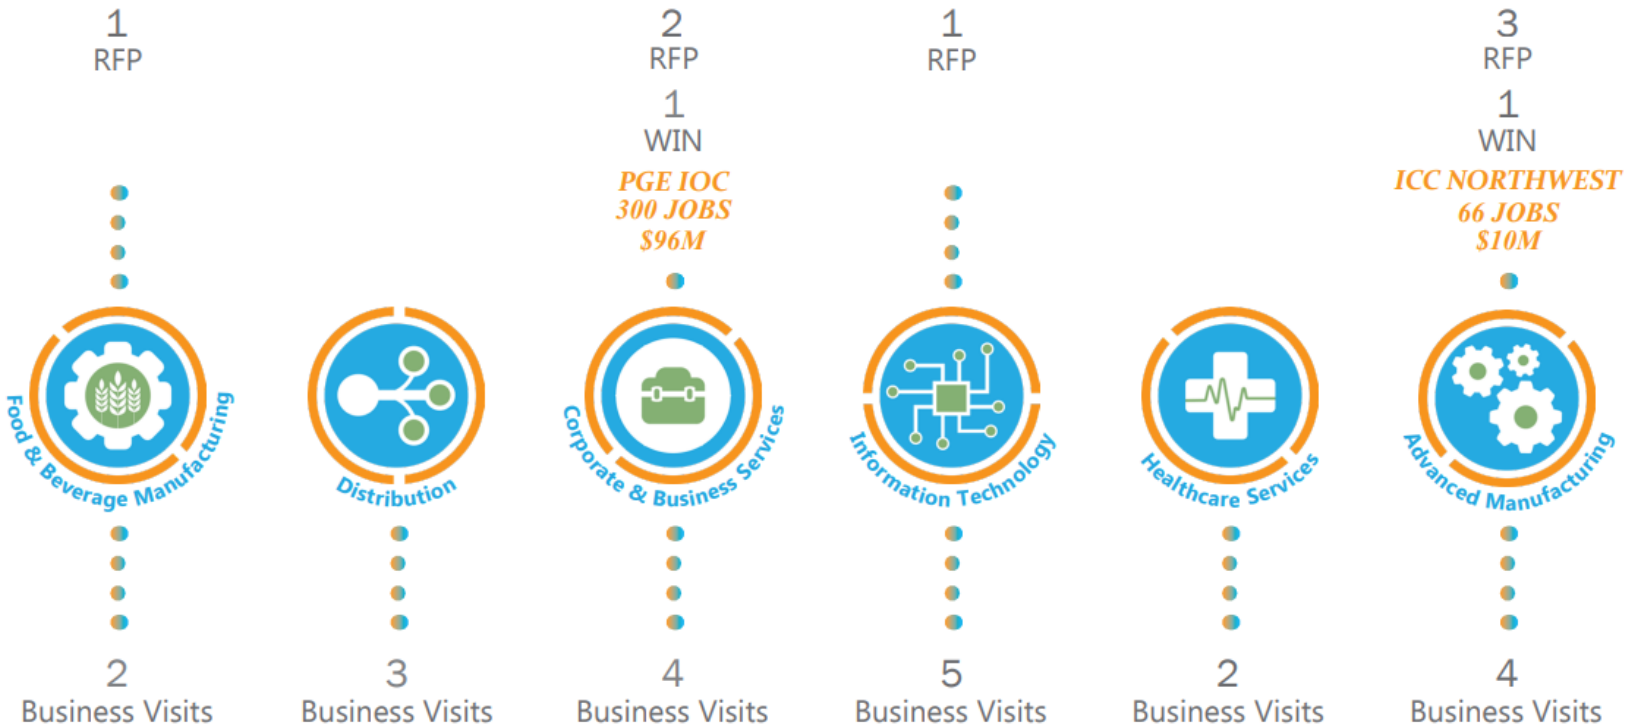 1
RFP
2
RFP
1
WIN
PGE IOC
300 JOBS
$96M
1
RFP
3
RFP
1
WIN
ICC NORTHWEST
66 JOBS
$10M
Food & Beverage Manufacturing
Distribution
Corporate & Business Services
Information Technology
Healthcare Services
Advanced Manufacturing
2
Business Visits
3
Business Visits
4
Business Visits
5
Business Visits
2
Business Visits
4
Business Visits